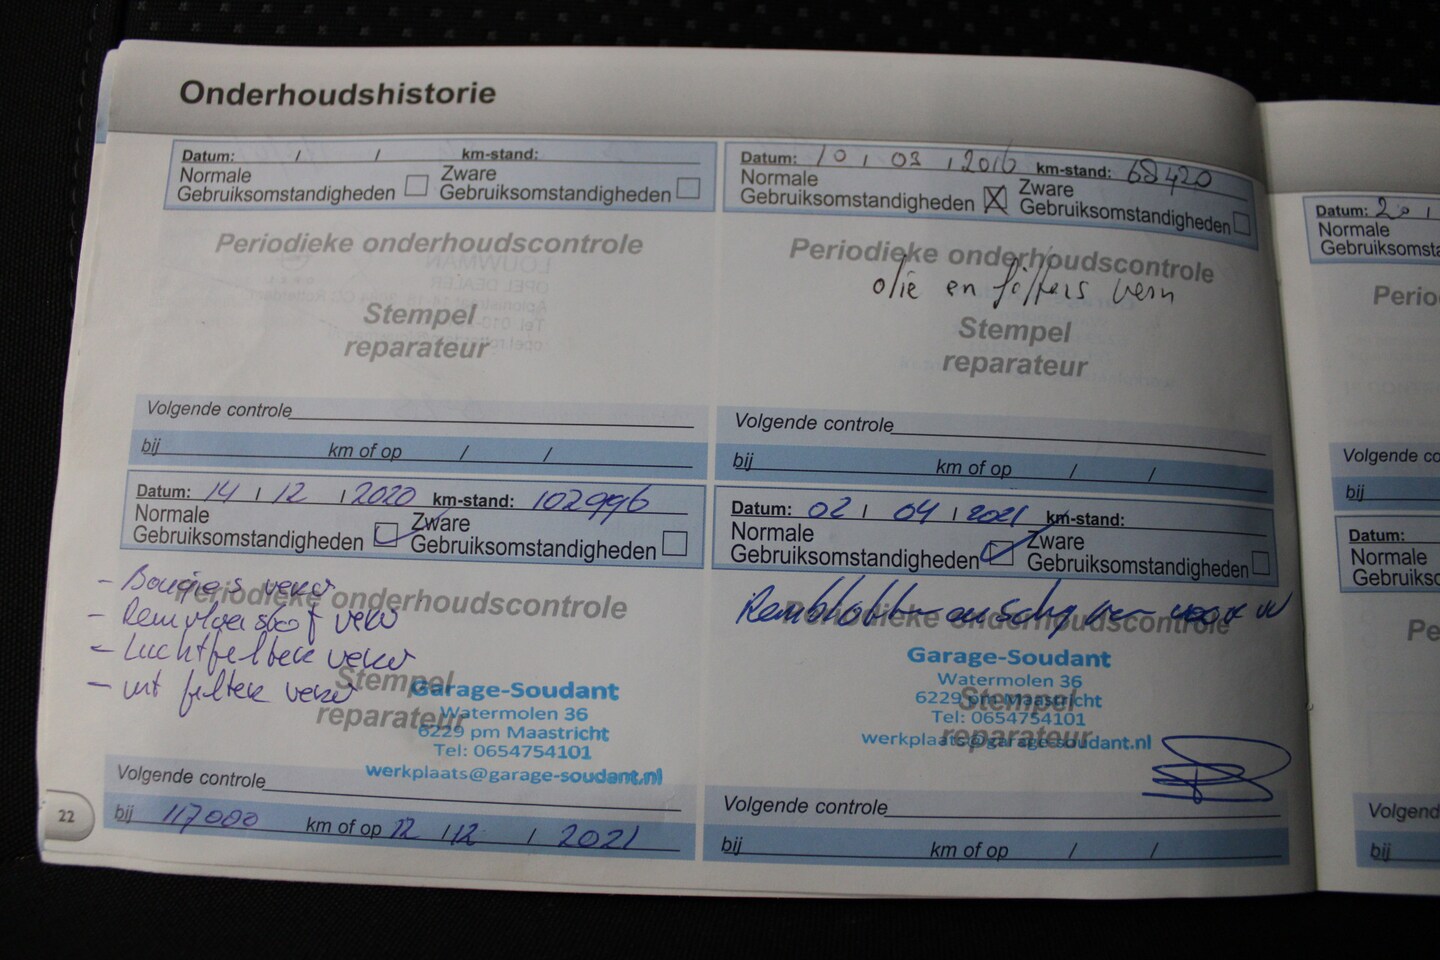 Onderhoudshistorie
Datum: / / km-stand:
Normale Gebruiksomstandigheden
Zware Gebruiksomstandigheden
Periodieke onderhoudscontrole
Stempel
reparateur
Volgende controle
bij km of op / /
Datum: 10 / 03 / 2016 km-stand: 68420
Normale Gebruiksomstandigheden
Zware Gebruiksomstandigheden
Periodieke onderhoudscontrole
olie en filters vern
Stempel
reparateur
Volgende controle
bij km of op / /
Datum: 14 / 12 / 2020 km-stand: 102996
Normale Gebruiksomstandigheden
Zware Gebruiksomstandigheden
Periodieke onderhoudscontrole
- Bougies
- Remvloeistof
- Luchtfilter
- int filter
Stempel
reparateur
Garage-Soudant
Watermolen 36
6229 pm Maastricht
Tel: 0654754101
werkplaats@garage-soudant.nl
Volgende controle
bij 117000 km of op 12 / 12 / 2021
Datum: 02 / 04 / 2021 km-stand:
Normale Gebruiksomstandigheden
Zware Gebruiksomstandigheden
Periodieke onderhoudscontrole
Garage-Soudant
Watermolen 36
6229 pm Maastricht
Tel: 0654754101
werkplaats@garage-soudant.nl
Stempel
reparateur
Volgende controle
bij km of op / /
22
Datum: 20 /
Normale
Gebruiksomsta
Perio
Volgende co
bij
Datum:
Normale
Gebruiksomsta
Pe
Volgend
bij